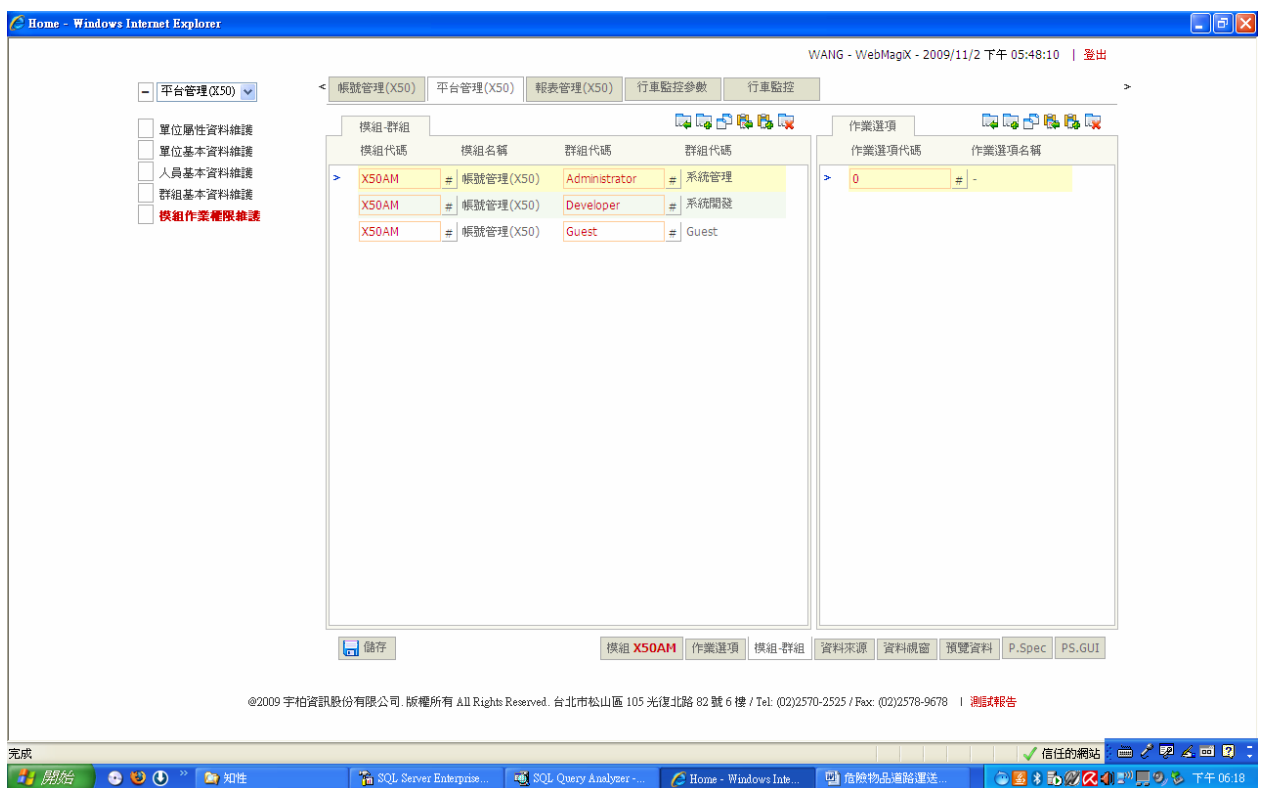 Home - Windows Internet Explorer
WANG - WebMagiX - 2009/11/2 下午 05:48:10 | 登出
平台管理(X50)
< 帳號管理(X50) 平台管理(X50) 報表管理(X50) 行車監控參數 行車監控 >
單位屬性資料維護
單位基本資料維護
人員基本資料維護
群組基本資料維護
模組作業權限維護
模組-群組
模組代碼 模組名稱 群組代碼 群組代碼
> X50AM # 帳號管理(X50) Administrator # 系統管理
X50AM # 帳號管理(X50) Developer # 系統開發
X50AM # 帳號管理(X50) Guest # Guest
作業選項
作業選項代碼 作業選項名稱
> 0 # -
儲存 模組 X50AM 作業選項 模組-群組 資料來源 資料視窗 預覽資料 P.Spec PS.GUI
@2009 宇柏資訊股份有限公司. 版權所有 All Rights Reserved. 台北市松山區 105 光復北路 82 號 6 樓 / Tel: (02)2570-2525 / Fax: (02)2578-9678 | 測試報告
完成 信任的網站
開始 » 知性 SQL Server Enterprise... SQL Query Analyzer -... Home - Windows Inte... 危險物品道路運送... 下午 06:18